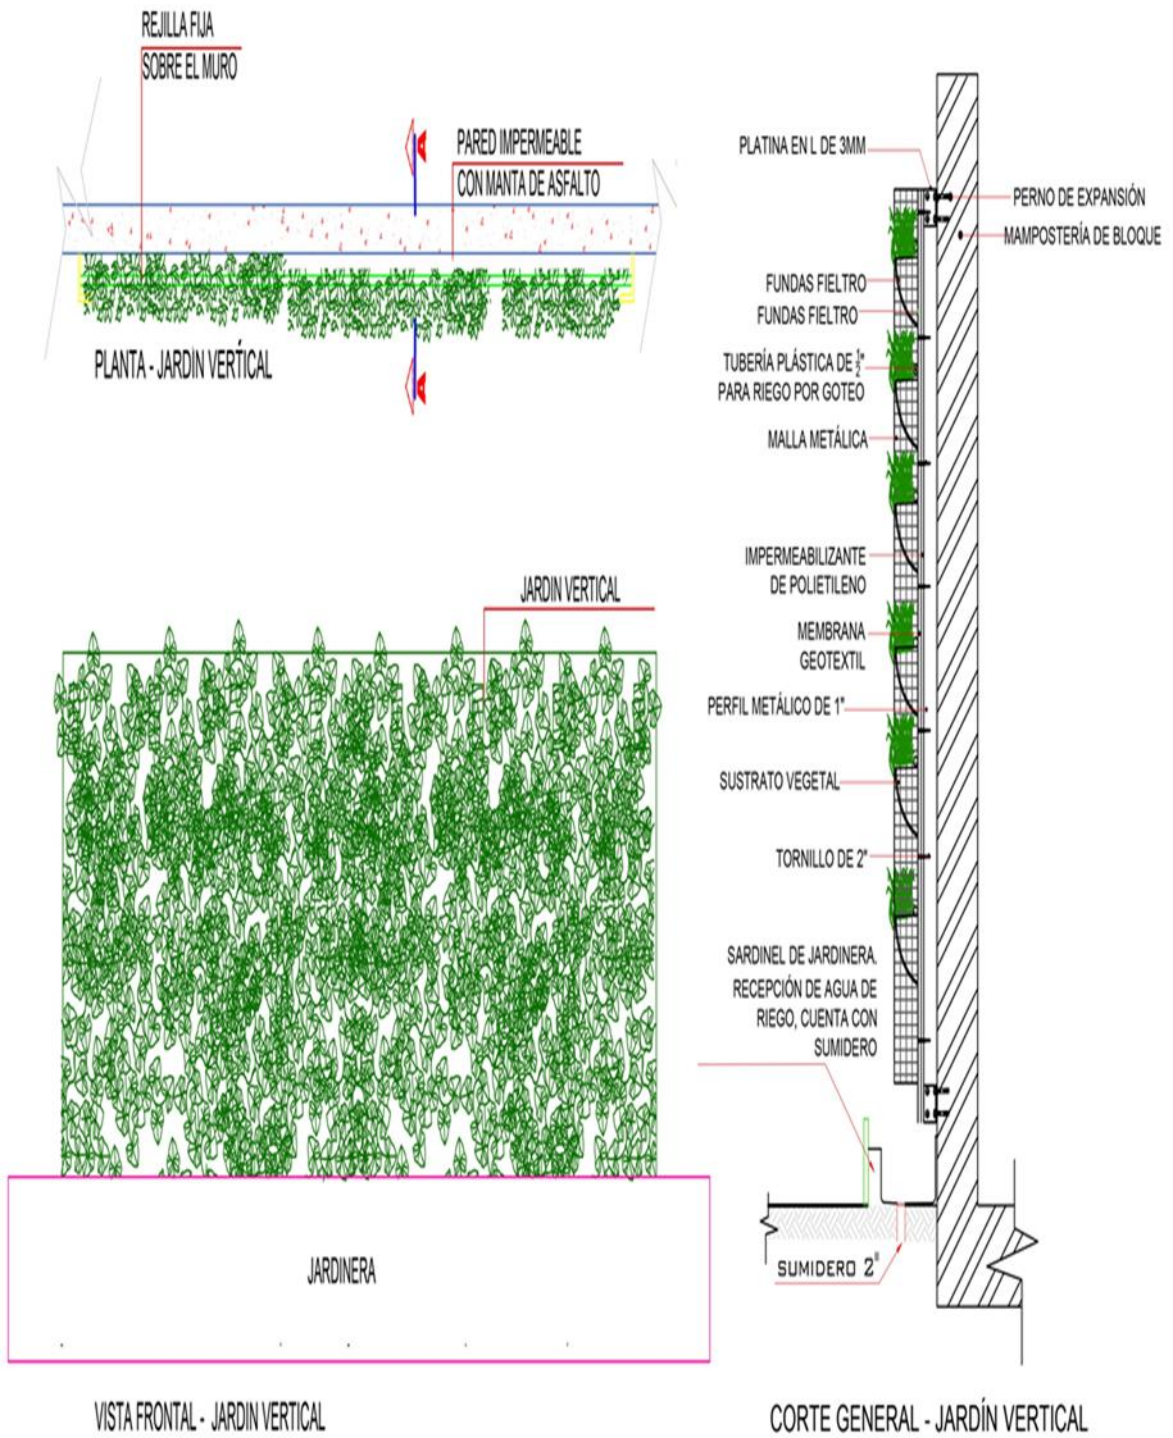 REJILLA FIJA
SOBRE EL MURO
A
PARED IMPERMEABLE
CON MANTA DE ASFALTO
A
PLANTA - JARDÍN VERTICAL
JARDIN VERTICAL
JARDINERA
VISTA FRONTAL - JARDIN VERTICAL
PLATINA EN L DE 3MM
PERNO DE EXPANSIÓN
MAMPOSTERÍA DE BLOQUE
FUNDAS FIELTRO
FUNDAS FIELTRO
TUBERÍA PLÁSTICA DE ½"
PARA RIEGO POR GOTEO
MALLA METÁLICA
IMPERMEABILIZANTE
DE POLIETILENO
MEMBRANA
GEOTEXTIL
PERFIL METÁLICO DE 1"
SUSTRATO VEGETAL
TORNILLO DE 2"
SARDINEL DE JARDINERA.
RECEPCIÓN DE AGUA DE
RIEGO, CUENTA CON
SUMIDERO
SUMIDERO 2"
CORTE GENERAL - JARDÍN VERTICAL